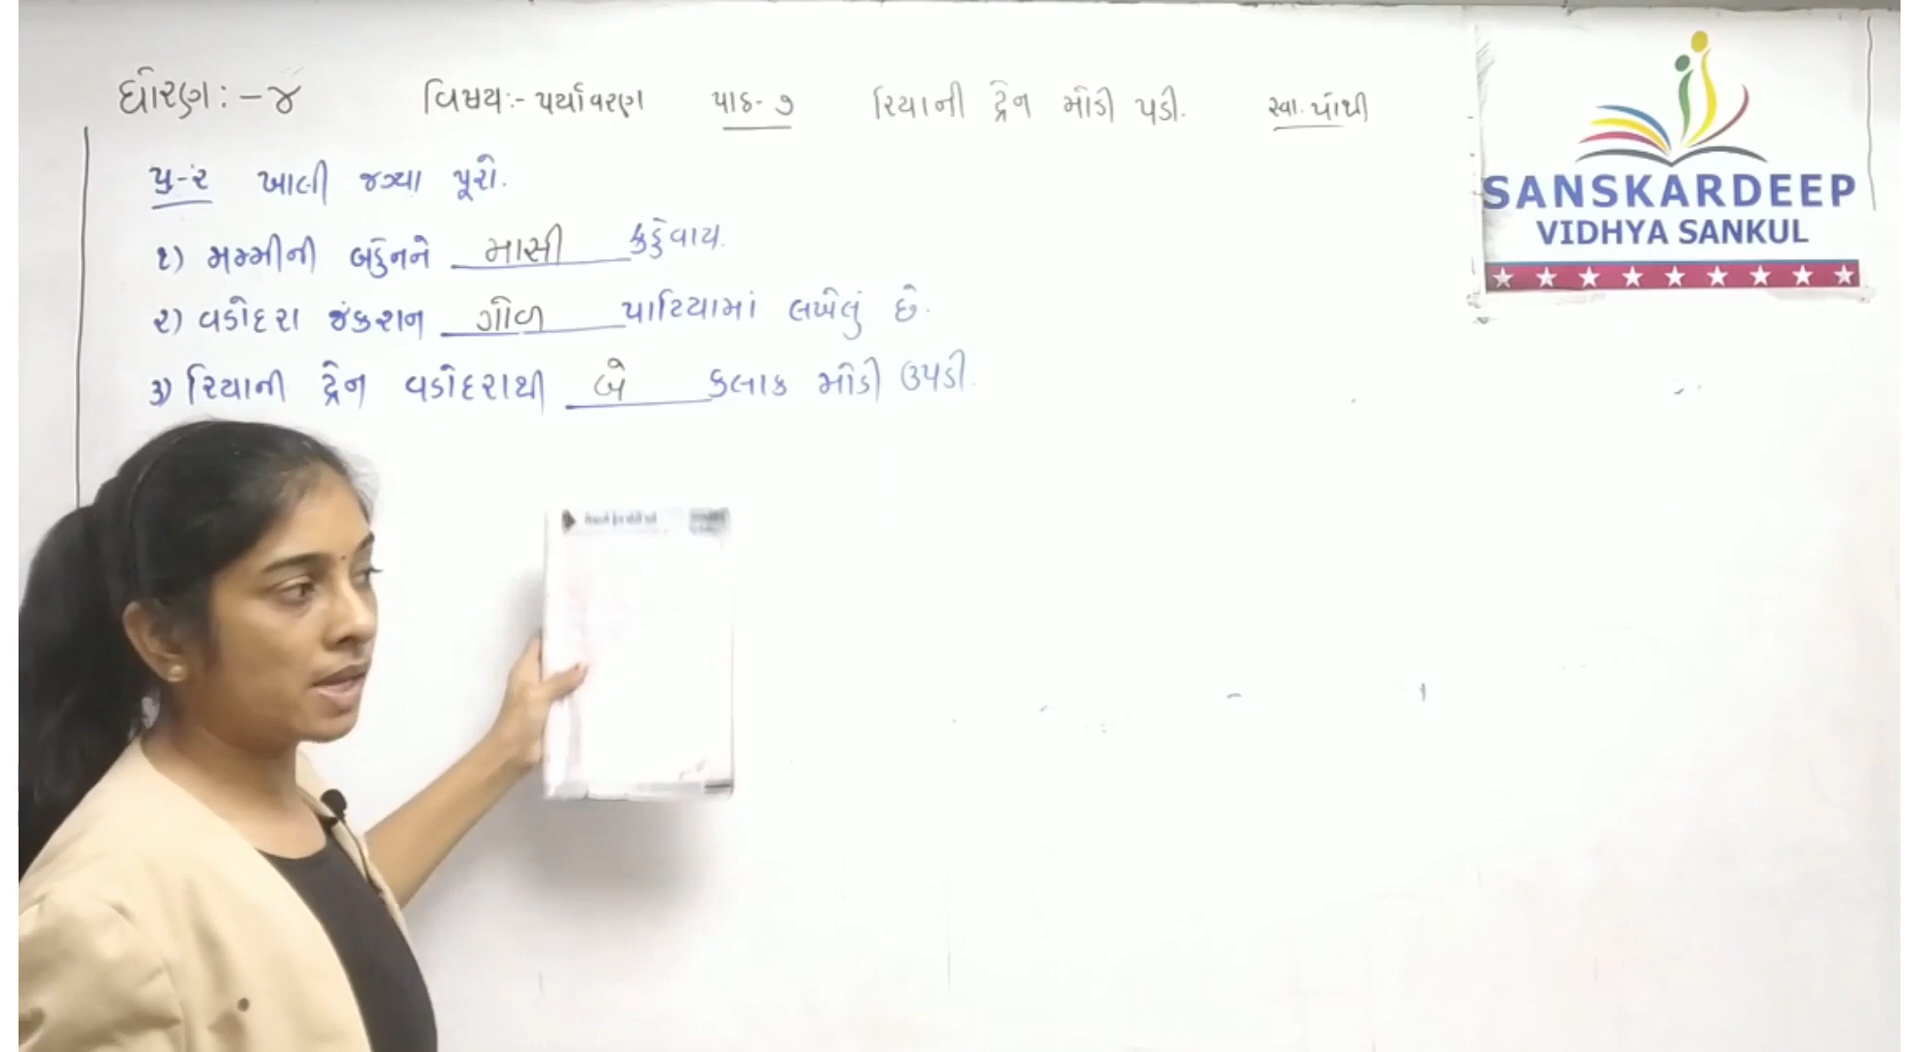 ધોરણ:-૪ વિષય:- પર્યાવરણ પાઠ-૭ રિયાની ટ્રેન મોડી પડી. સ્વા. પોથી
પ્ર-૨ ખાલી જગ્યા પૂરો.
૧) મમ્મીની બહેનને માસી કહેવાય.
૨) વડોદરા જંકશન ગોળ પાટિયામાં લખેલું છે.
૩) રિયાની ટ્રેન વડોદરાથી બે કલાક મોડી ઉપડી.
SANSKARDEEP
VIDHYA SANKUL